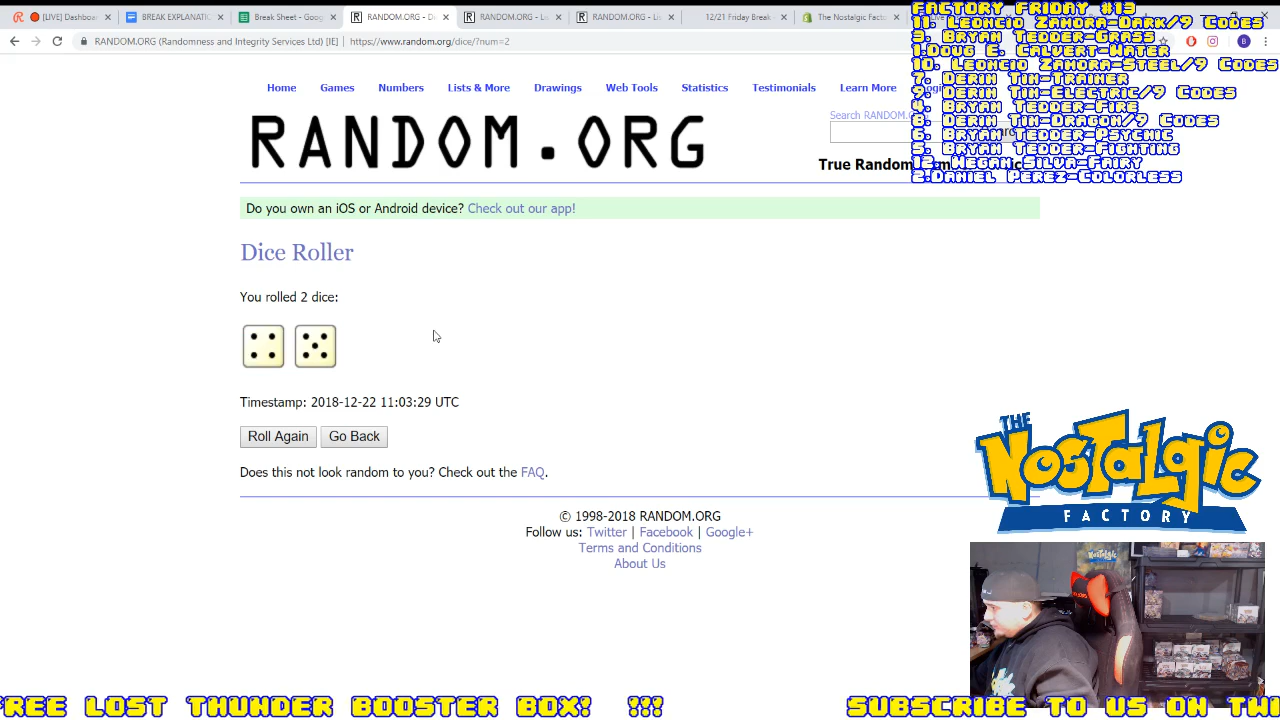 [LIVE] Dashboa
BREAK EXPLANATI
Break Sheet - Goog
RANDOM.ORG - D
RANDOM.ORG - Li
RANDOM.ORG - Lis
12/21 Friday Break
The Nostalgic Fact
RANDOM.ORG (Randomness and Integrity Services Ltd) [IE] | https://www.random.org/dice/?num=2
FACTORY FRIDAY #13
11. Leoncio Zamora-Dark/9 Codes
3. Bryan Tedder-Grass
1.Doug E. Calvert-Water
10. Leoncio Zamora-Steel/9 Codes
7. Derin Tin-Trainer
9. Derin Tin-Electric/9 Codes
4. Bryan Tedder-Fire
8. Derin Tin-Dragon/9 Codes
6. Bryan Tedder-Psychic
5. Bryan Tedder-Fighting
12. Megan Silva-Fairy
2.Daniel Perez-Colorless
Home Games Numbers Lists & More Drawings Web Tools Statistics Testimonials Learn More
RANDOM.ORG
Search RANDOM.
True Random
Do you own an iOS or Android device? Check out our app!
Dice Roller
You rolled 2 dice:
Timestamp: 2018-12-22 11:03:29 UTC
Roll Again Go Back
Does this not look random to you? Check out the FAQ.
© 1998-2018 RANDOM.ORG
Follow us: Twitter | Facebook | Google+
Terms and Conditions
About Us
THE
NOSTALGIC
FACTORY
FREE LOST THUNDER BOOSTER BOX! !!! SUBSCRIBE TO US ON TWI